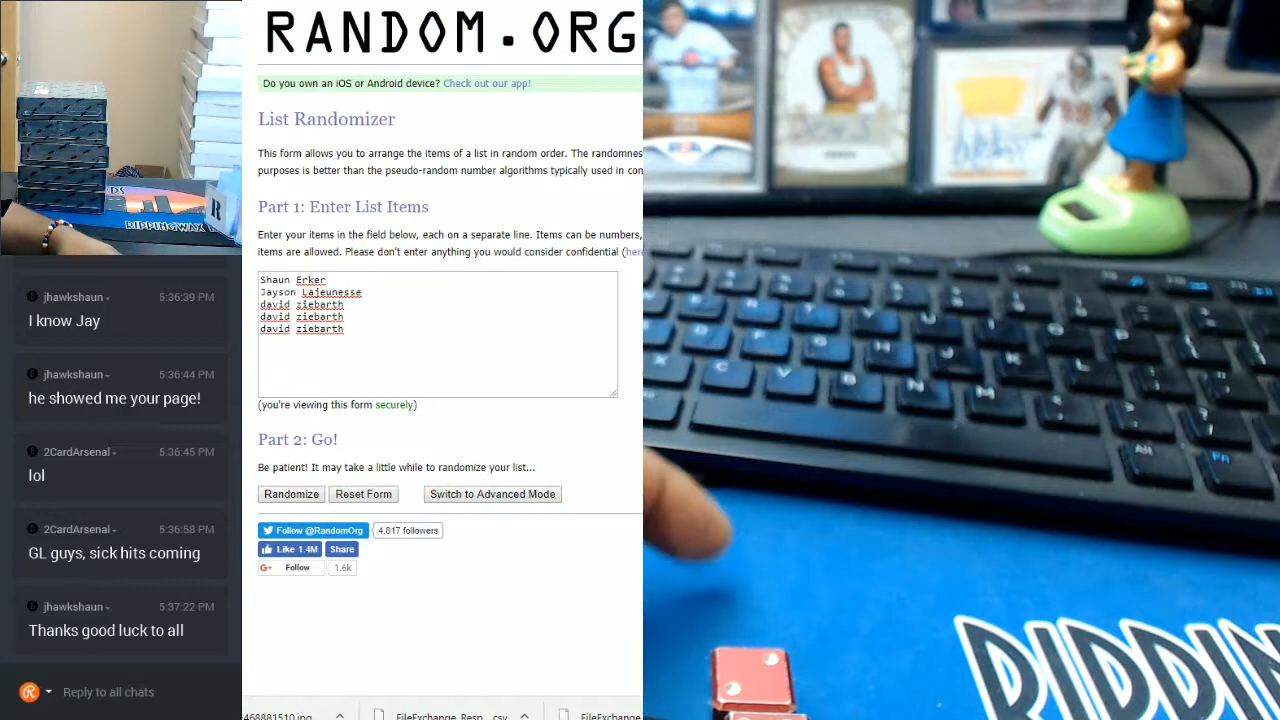 RIPPINGWAX
R
jhawkshaun
5:36:39 PM
I know Jay
jhawkshaun
5:36:44 PM
he showed me your page!
2CardArsenal
5:36:45 PM
lol
2CardArsenal
5:36:58 PM
GL guys, sick hits coming
jhawkshaun
5:37:22 PM
Thanks good luck to all
Reply to all chats
RANDOM.ORG
Do you own an iOS or Android device? Check out our app!
List Randomizer
This form allows you to arrange the items of a list in random order. The randomnes
purposes is better than the pseudo-random number algorithms typically used in com
Part 1: Enter List Items
Enter your items in the field below, each on a separate line. Items can be numbers,
items are allowed. Please don't enter anything you would consider confidential (here
Shaun Erker
Jayson Lajeunesse
david ziebarth
david ziebarth
david ziebarth
(you're viewing this form securely)
Part 2: Go!
Be patient! It may take a little while to randomize your list...
Randomize Reset Form Switch to Advanced Mode
Follow @RandomOrg 4,817 followers
Like 1.4M Share
G+ Follow 1.6k
468881510.jpg
FileExchange_Resp....csv
FileExchange
RIPPIN